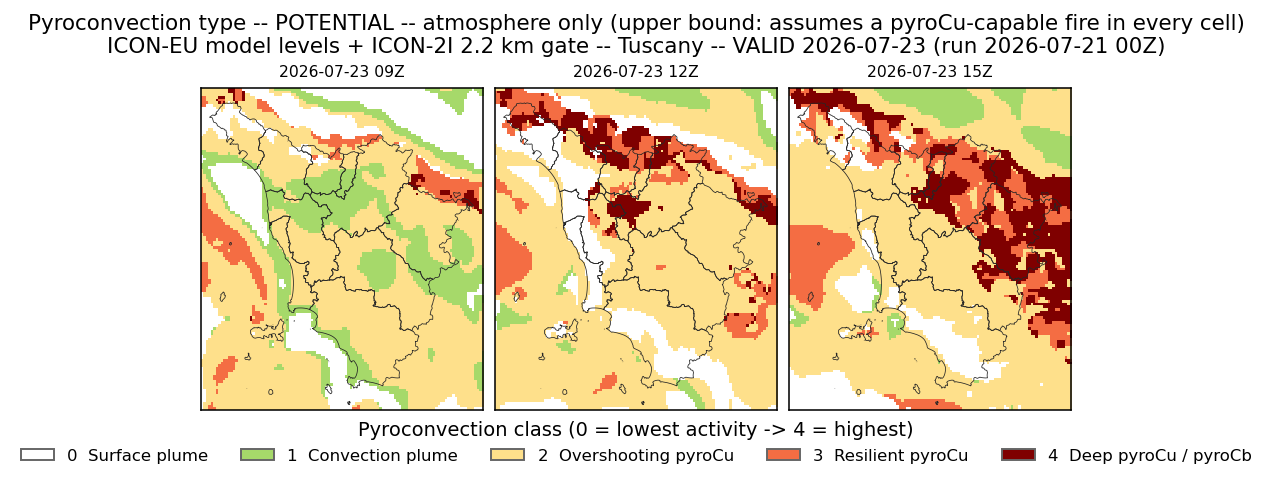 Pyroconvection type -- POTENTIAL -- atmosphere only (upper bound: assumes a pyroCu-capable fire in every cell)
ICON-EU model levels + ICON-2I 2.2 km gate -- Tuscany -- VALID 2026-07-23 (run 2026-07-21 00Z)
2026-07-23 09Z
2026-07-23 12Z
2026-07-23 15Z
Pyroconvection class (0 = lowest activity -> 4 = highest)
0 Surface plume
1 Convection plume
2 Overshooting pyroCu
3 Resilient pyroCu
4 Deep pyroCu / pyroCb